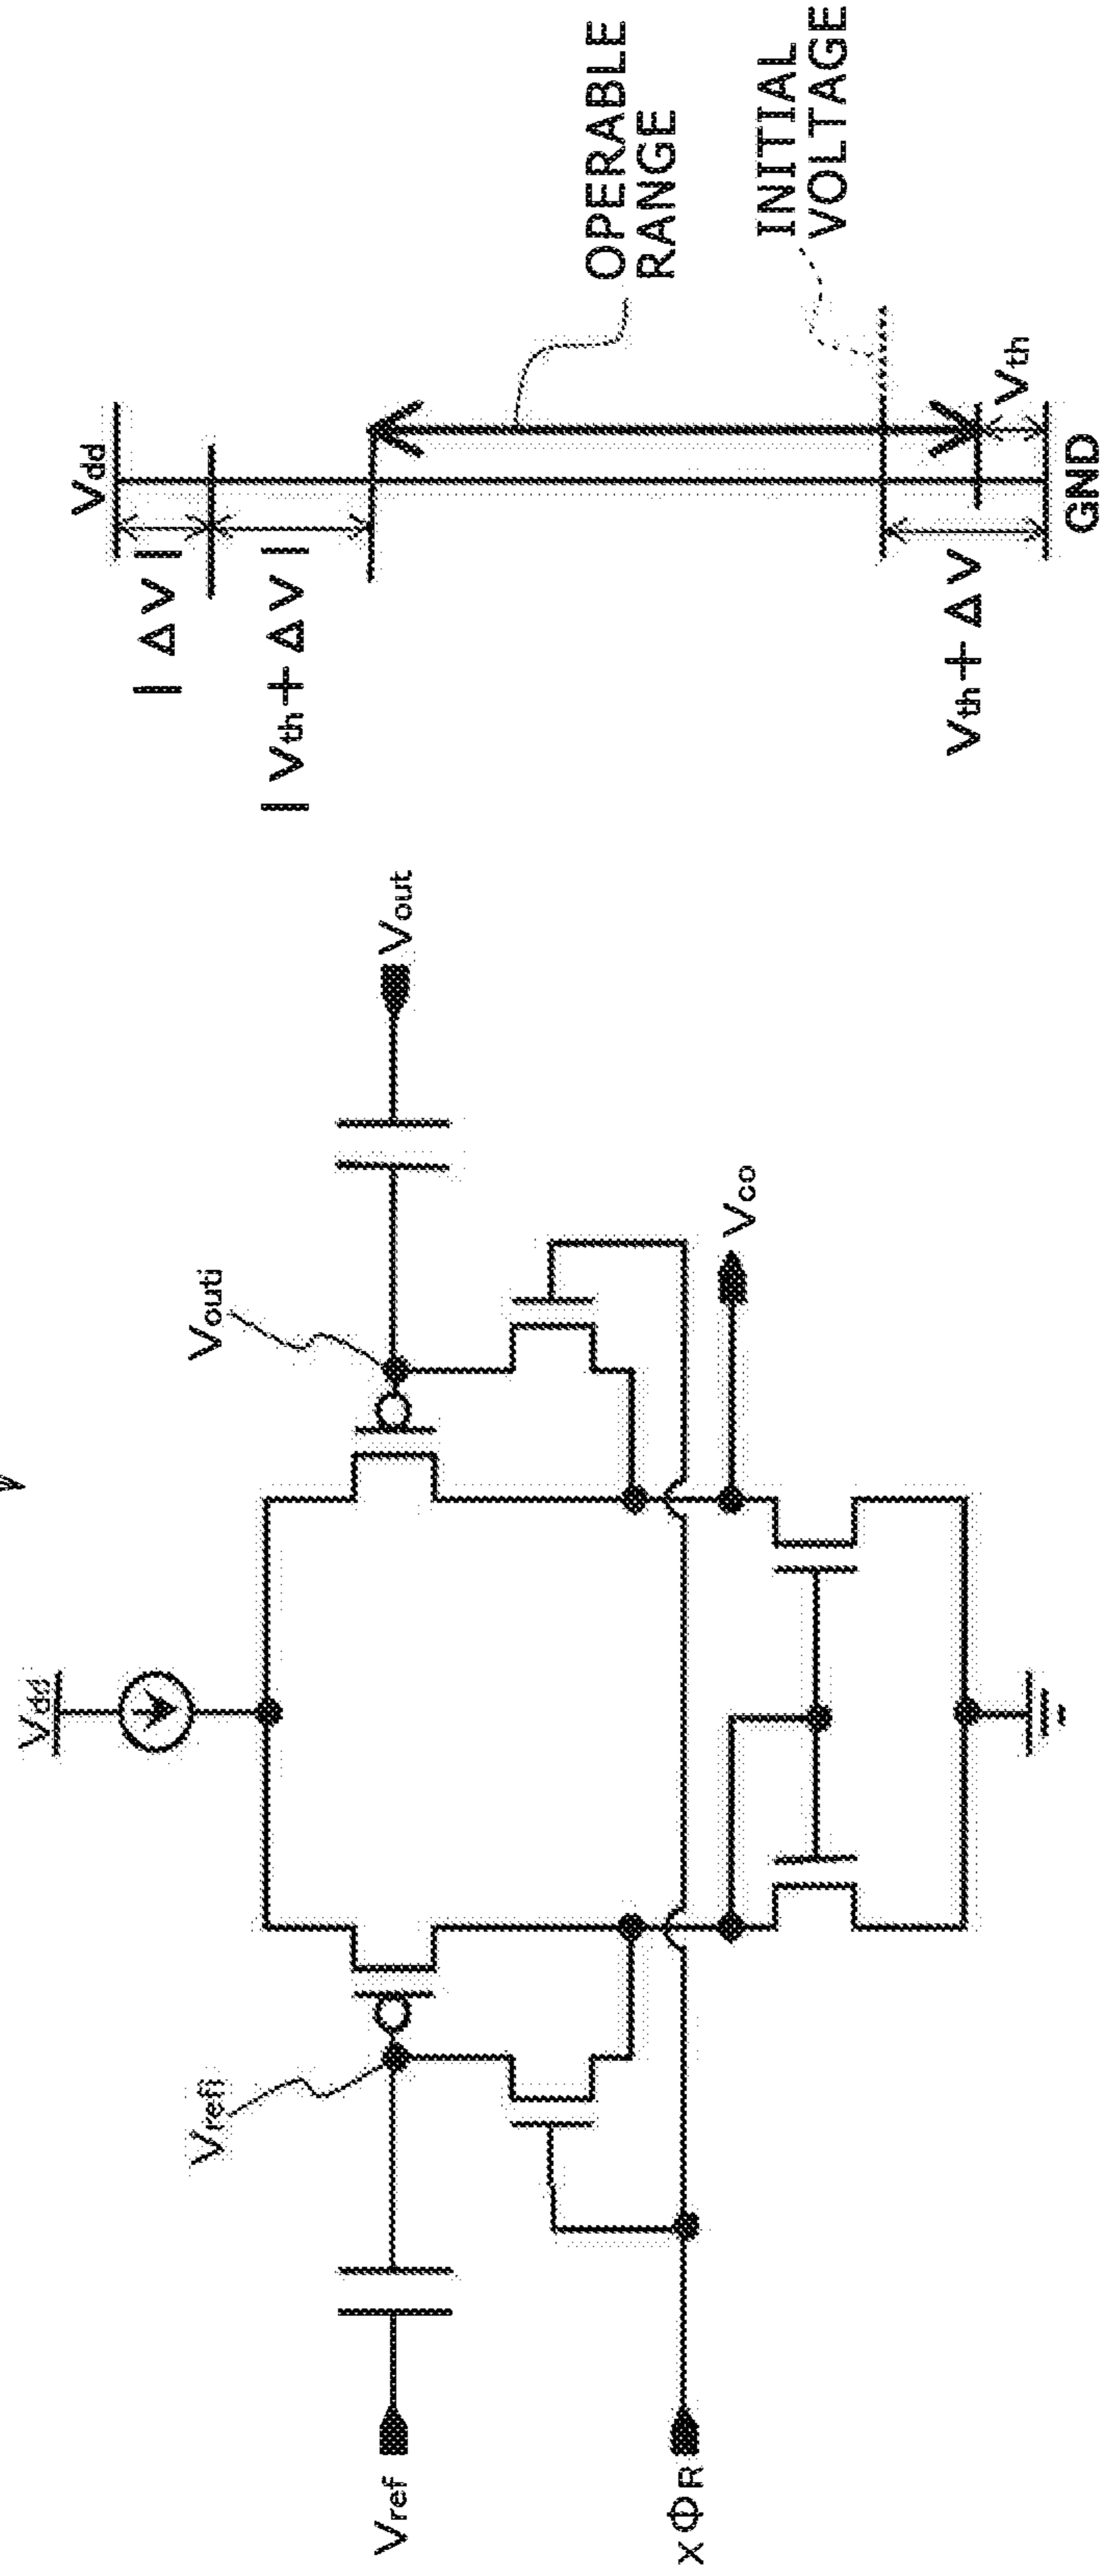 Vdd
Vrefi
Vouti
Vref
Vout
Vco
xΦR
Vdd
| ΔV |
| Vth+ΔV |
OPERABLE
RANGE
INITIAL
VOLTAGE
Vth+ΔV
Vth
GND